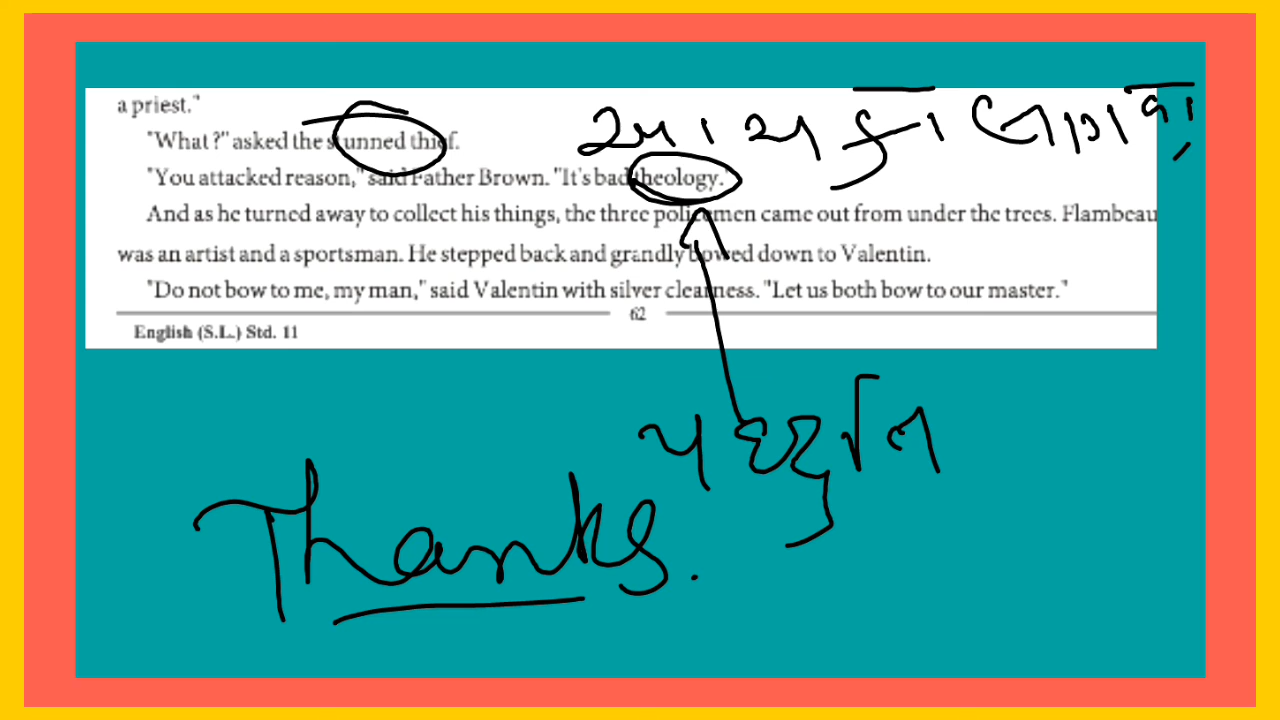 a priest."
"What ?" asked the stunned thief.
"You attacked reason," said Father Brown. "It's bad theology."
And as he turned away to collect his things, the three policemen came out from under the trees. Flambeau
was an artist and a sportsman. He stepped back and grandly bowed down to Valentin.
"Do not bow to me, my man," said Valentin with silver clearness. "Let us both bow to our master."
62
English (S.L.) Std. 11
Thanks.